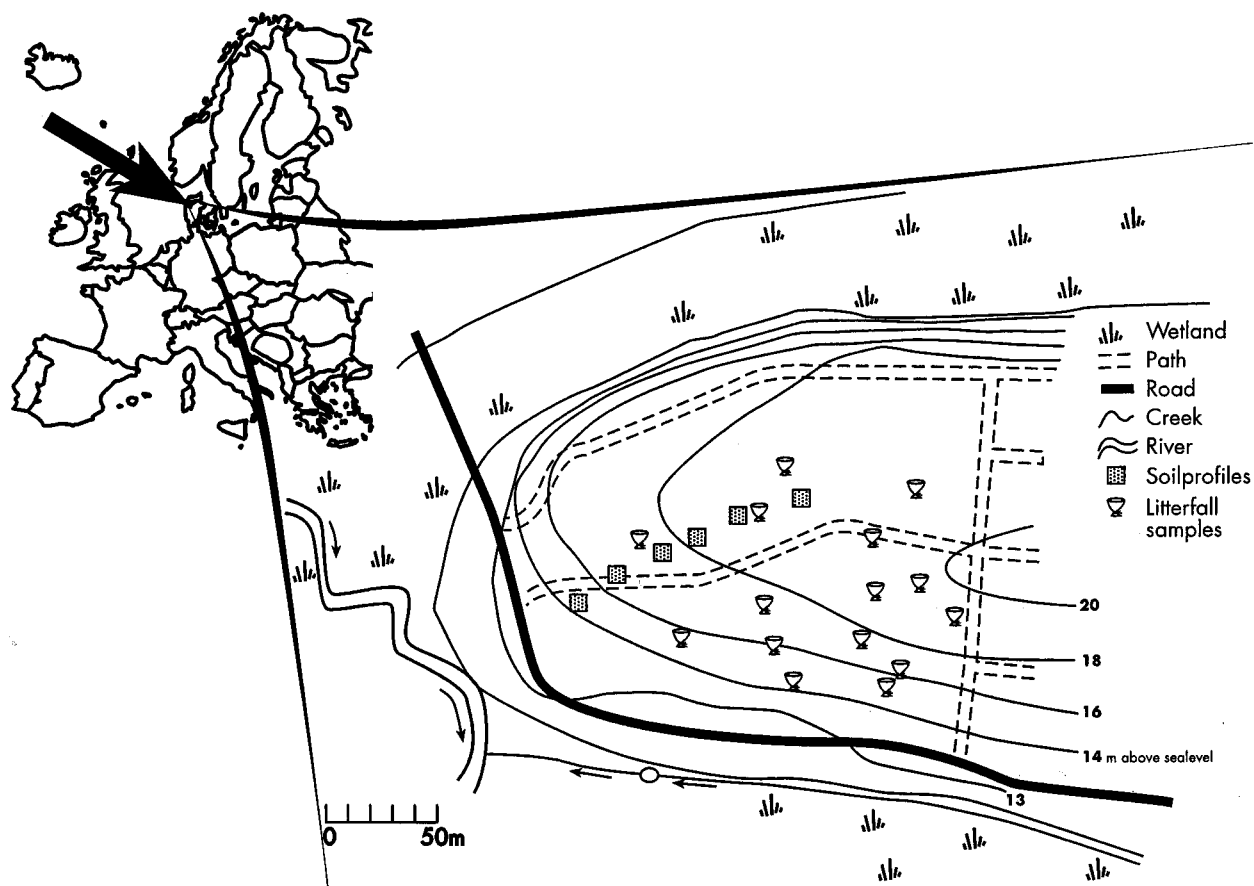 Wetland
Path
Road
Creek
River
Soilprofiles
Litterfall
samples
20
18
16
14 m above sealevel
13
0 50m